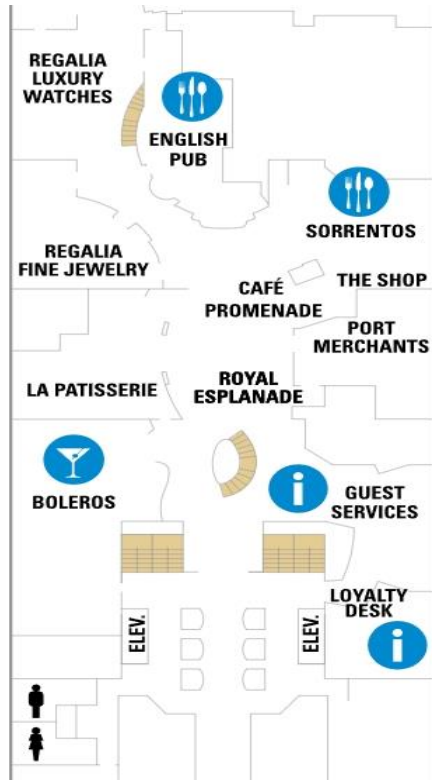 REGALIA
LUXURY
WATCHES
ENGLISH
PUB
SORRENTOS
REGALIA
FINE JEWELRY
CAFÉ
PROMENADE
THE SHOP
PORT
MERCHANTS
LA PATISSERIE
ROYAL
ESPLANADE
BOLEROS
i
GUEST
SERVICES
LOYALTY
DESK
ELEV.
ELEV.
i